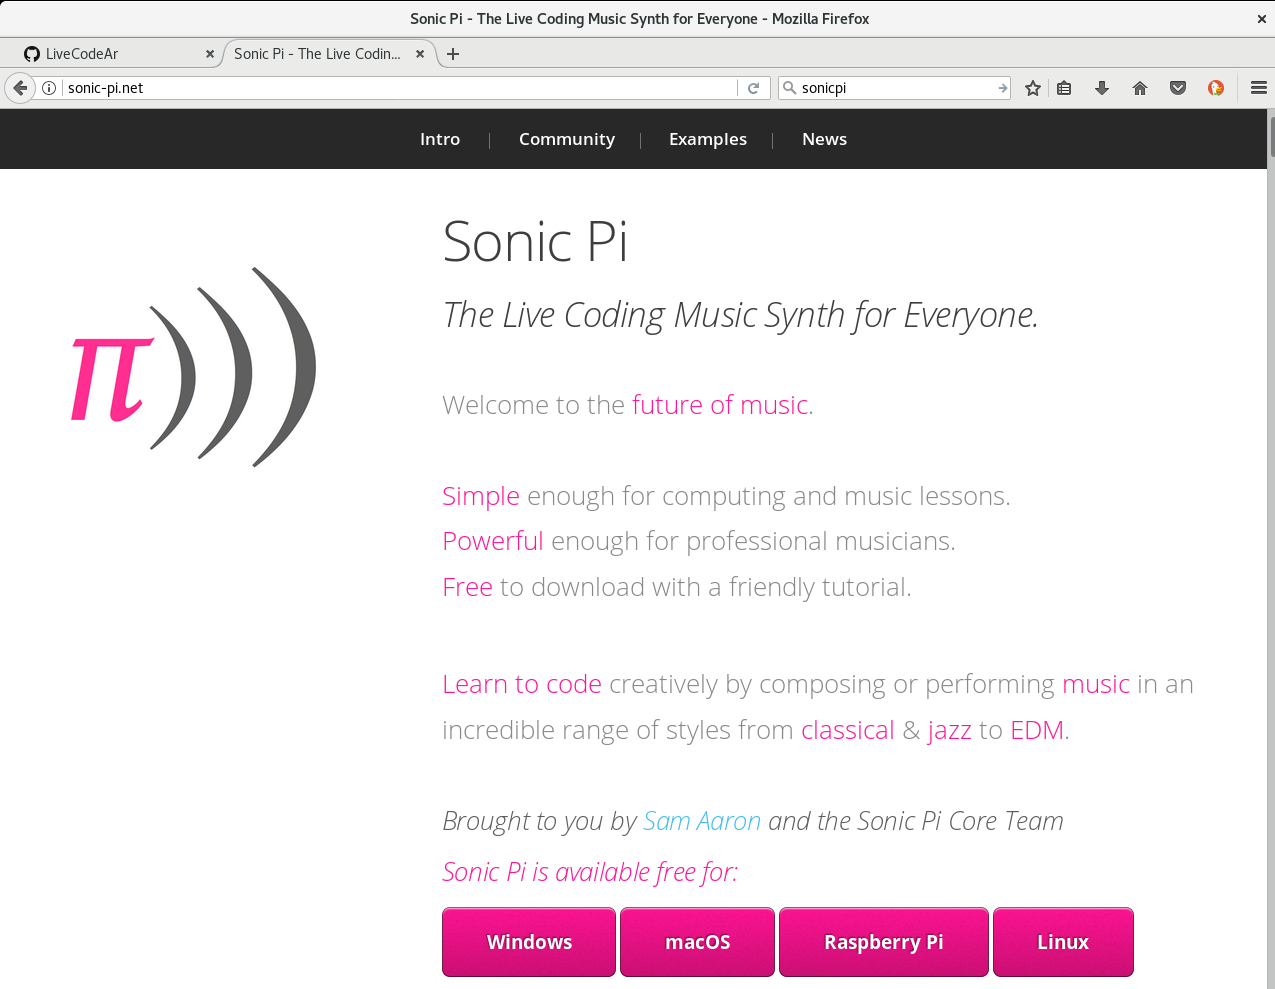 Sonic Pi - The Live Coding Music Synth for Everyone - Mozilla Firefox
LiveCodeAr
Sonic Pi - The Live Codin...
sonic-pi.net
sonicpi
Intro | Community | Examples | News
π)))
Sonic Pi
The Live Coding Music Synth for Everyone.
Welcome to the future of music.
Simple enough for computing and music lessons.
Powerful enough for professional musicians.
Free to download with a friendly tutorial.
Learn to code creatively by composing or performing music in an
incredible range of styles from classical & jazz to EDM.
Brought to you by Sam Aaron and the Sonic Pi Core Team
Sonic Pi is available free for:
Windows
macOS
Raspberry Pi
Linux